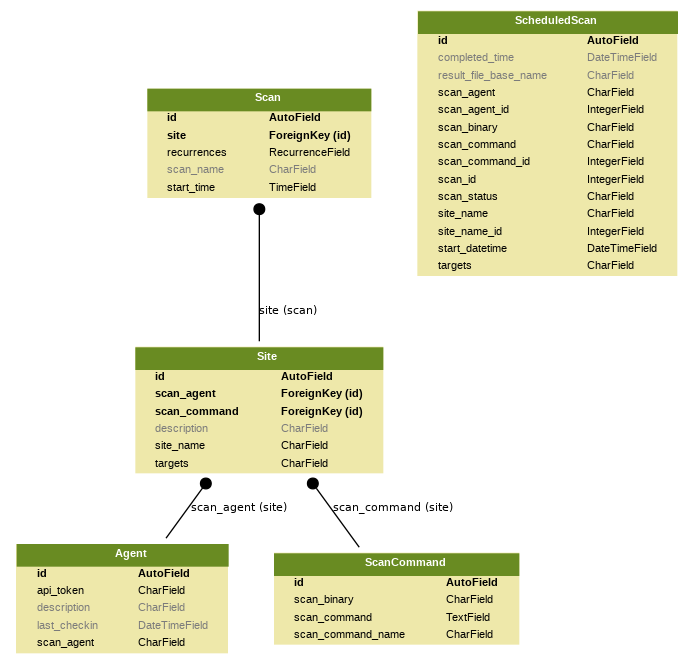 ScheduledScan
id AutoField
completed_time DateTimeField
result_file_base_name CharField
scan_agent CharField
scan_agent_id IntegerField
scan_binary CharField
scan_command CharField
scan_command_id IntegerField
scan_id IntegerField
scan_status CharField
site_name CharField
site_name_id IntegerField
start_datetime DateTimeField
targets CharField
Scan
id AutoField
site ForeignKey (id)
recurrences RecurrenceField
scan_name CharField
start_time TimeField
site (scan)
Site
id AutoField
scan_agent ForeignKey (id)
scan_command ForeignKey (id)
description CharField
site_name CharField
targets CharField
scan_agent (site)
scan_command (site)
Agent
id AutoField
api_token CharField
description CharField
last_checkin DateTimeField
scan_agent CharField
ScanCommand
id AutoField
scan_binary CharField
scan_command TextField
scan_command_name CharField